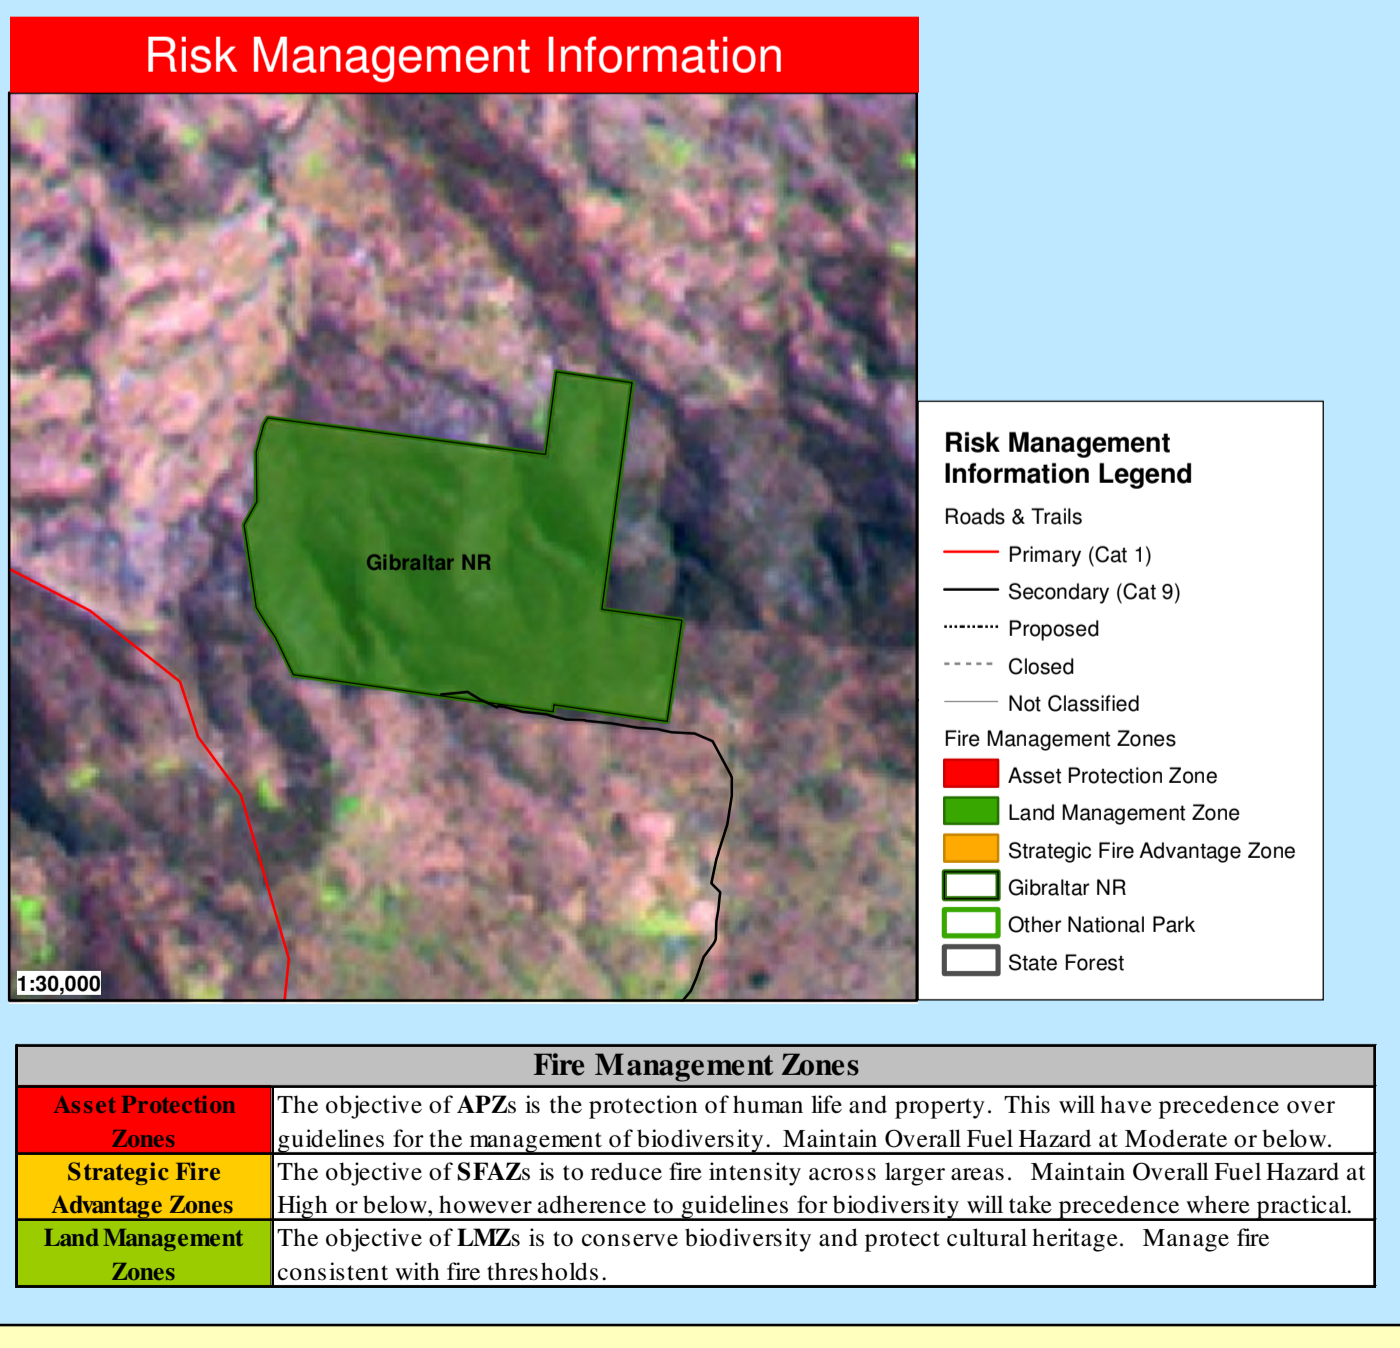 Risk Management Information
Gibraltar NR
1:30,000
Risk Management
Information Legend
Roads & Trails
Primary (Cat 1)
Secondary (Cat 9)
Proposed
Closed
Not Classified
Fire Management Zones
Asset Protection Zone
Land Management Zone
Strategic Fire Advantage Zone
Gibraltar NR
Other National Park
State Forest
Fire Management Zones
Asset Protection
Zones
The objective of APZs is the protection of human life and property. This will have precedence over
guidelines for the management of biodiversity. Maintain Overall Fuel Hazard at Moderate or below.
Strategic Fire
Advantage Zones
The objective of SFAZs is to reduce fire intensity across larger areas. Maintain Overall Fuel Hazard at
High or below, however adherence to guidelines for biodiversity will take precedence where practical.
Land Management
Zones
The objective of LMZs is to conserve biodiversity and protect cultural heritage. Manage fire
consistent with fire thresholds.